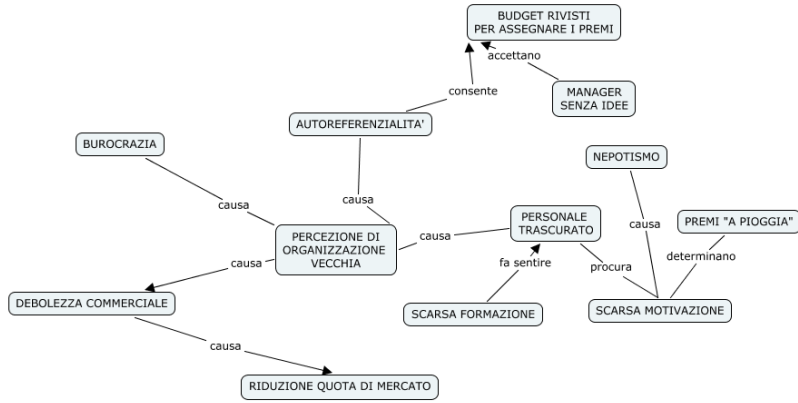 BUDGET RIVISTI
PER ASSEGNARE I PREMI
accettano
consente
MANAGER
SENZA IDEE
AUTOREFERENZIALITA'
BUROCRAZIA
NEPOTISMO
causa
causa
PERSONALE
TRASCURATO
PREMI "A PIOGGIA"
causa
causa
PERCEZIONE DI
ORGANIZZAZIONE
VECCHIA
causa
fa sentire
procura
determinano
DEBOLEZZA COMMERCIALE
SCARSA FORMAZIONE
SCARSA MOTIVAZIONE
causa
RIDUZIONE QUOTA DI MERCATO